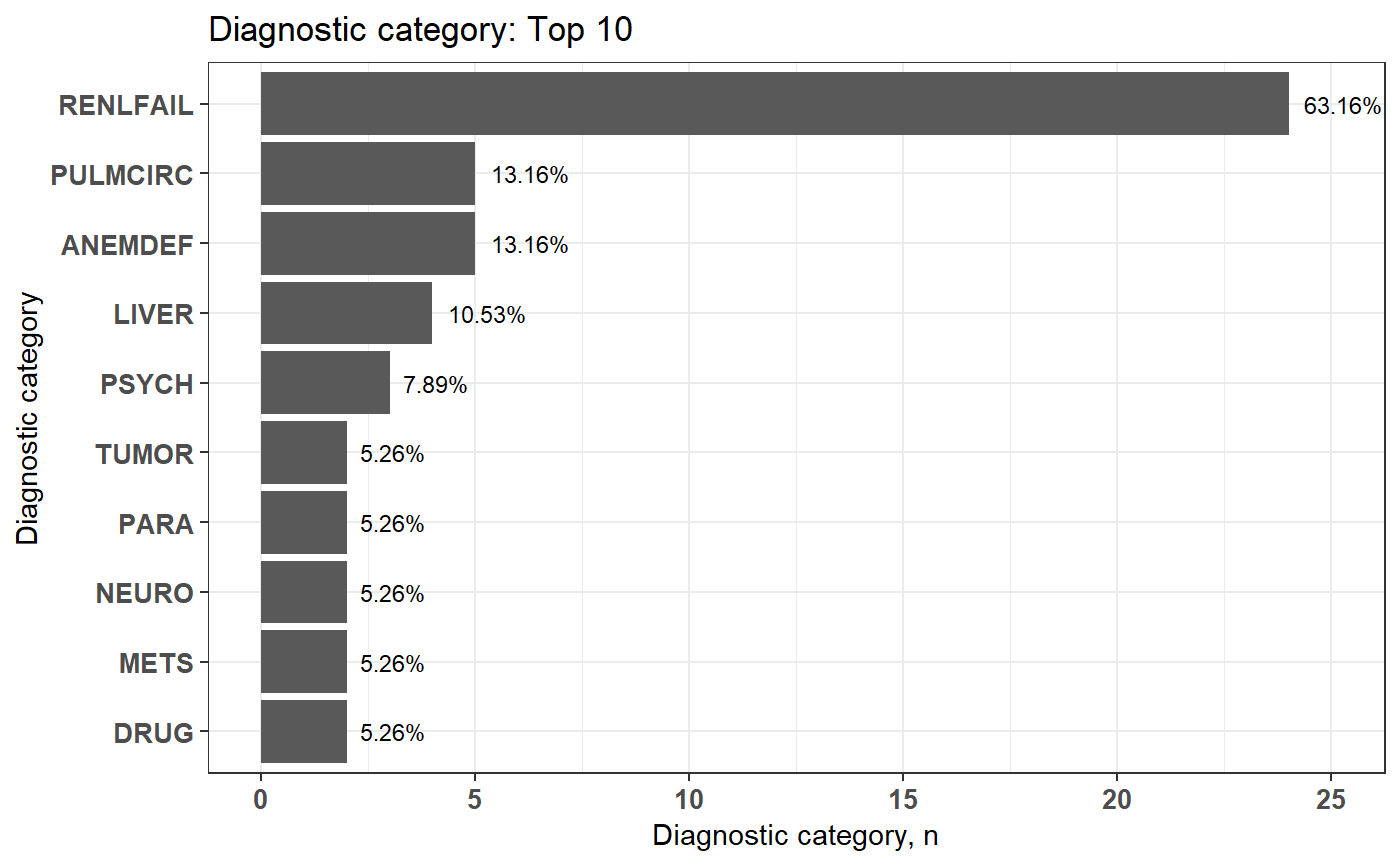 Diagnostic category: Top 10
Diagnostic category
RENLFAIL 63.16%
PULMCIRC 13.16%
ANEMDEF 13.16%
LIVER 10.53%
PSYCH 7.89%
TUMOR 5.26%
PARA 5.26%
NEURO 5.26%
METS 5.26%
DRUG 5.26%
0 5 10 15 20 25
Diagnostic category, n